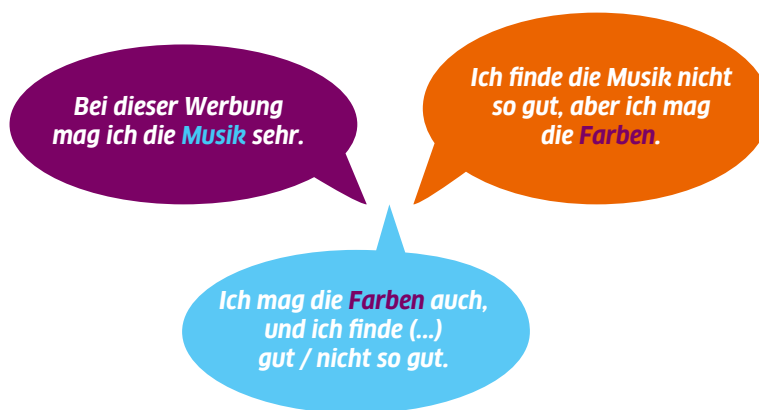 Bei dieser Werbung
mag ich die Musik sehr.
Ich finde die Musik nicht
so gut, aber ich mag
die Farben.
Ich mag die Farben auch,
und ich finde (...)
gut / nicht so gut.